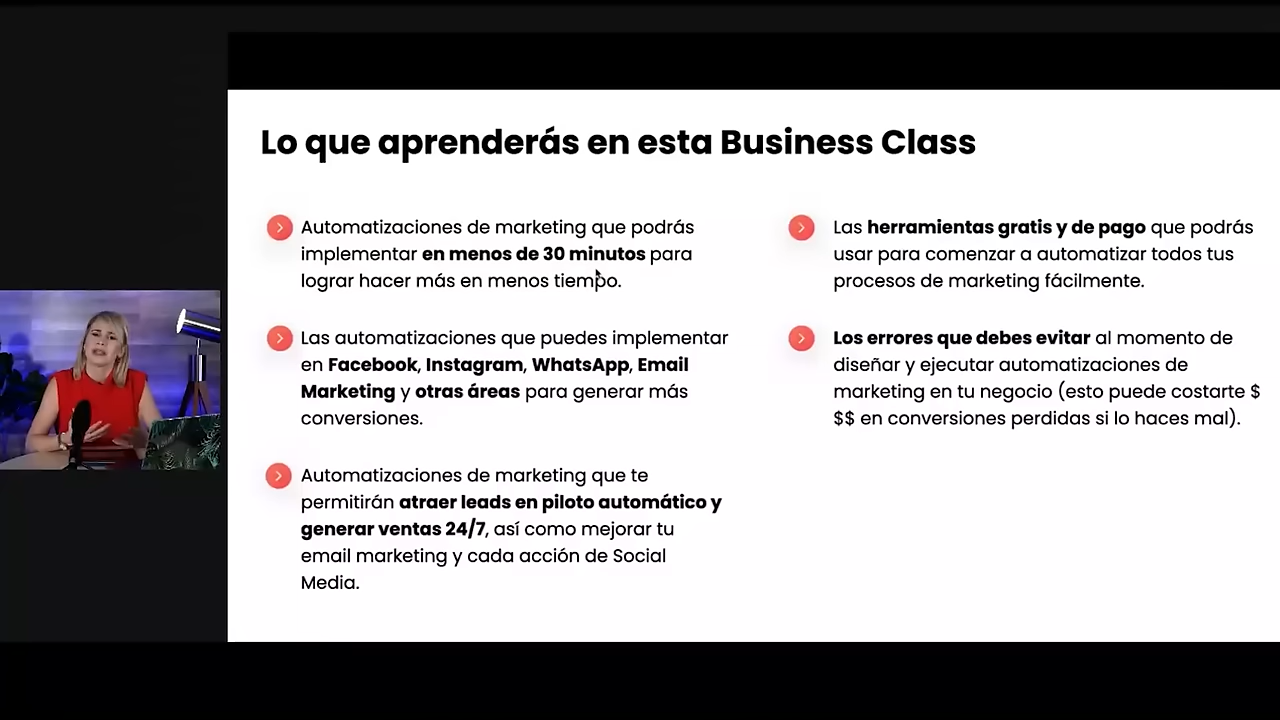 Lo que aprenderás en esta Business Class
Automatizaciones de marketing que podrás
implementar en menos de 30 minutos para
lograr hacer más en menos tiempo.
Las automatizaciones que puedes implementar
en Facebook, Instagram, WhatsApp, Email
Marketing y otras áreas para generar más
conversiones.
Automatizaciones de marketing que te
permitirán atraer leads en piloto automático y
generar ventas 24/7, así como mejorar tu
email marketing y cada acción de Social
Media.
Las herramientas gratis y de pago que podrás
usar para comenzar a automatizar todos tus
procesos de marketing fácilmente.
Los errores que debes evitar al momento de
diseñar y ejecutar automatizaciones de
marketing en tu negocio (esto puede costarte $
$$ en conversiones perdidas si lo haces mal).